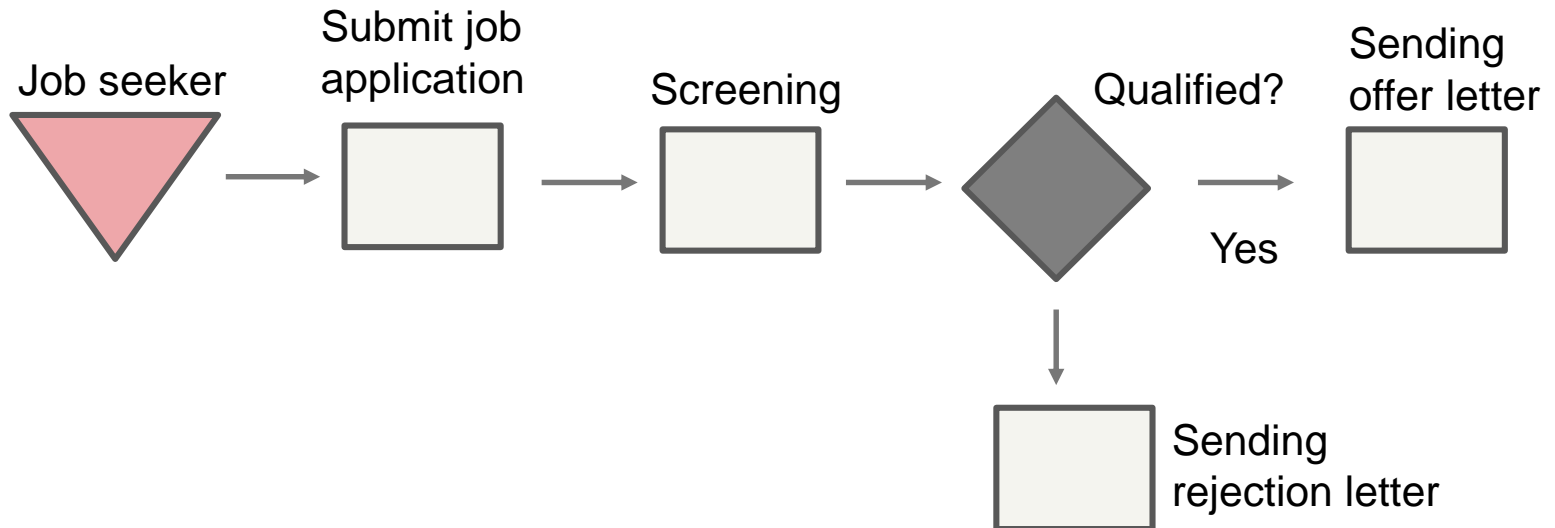 Job seeker
Submit job
application
Screening
Qualified?
Sending
offer letter
Yes
Sending
rejection letter